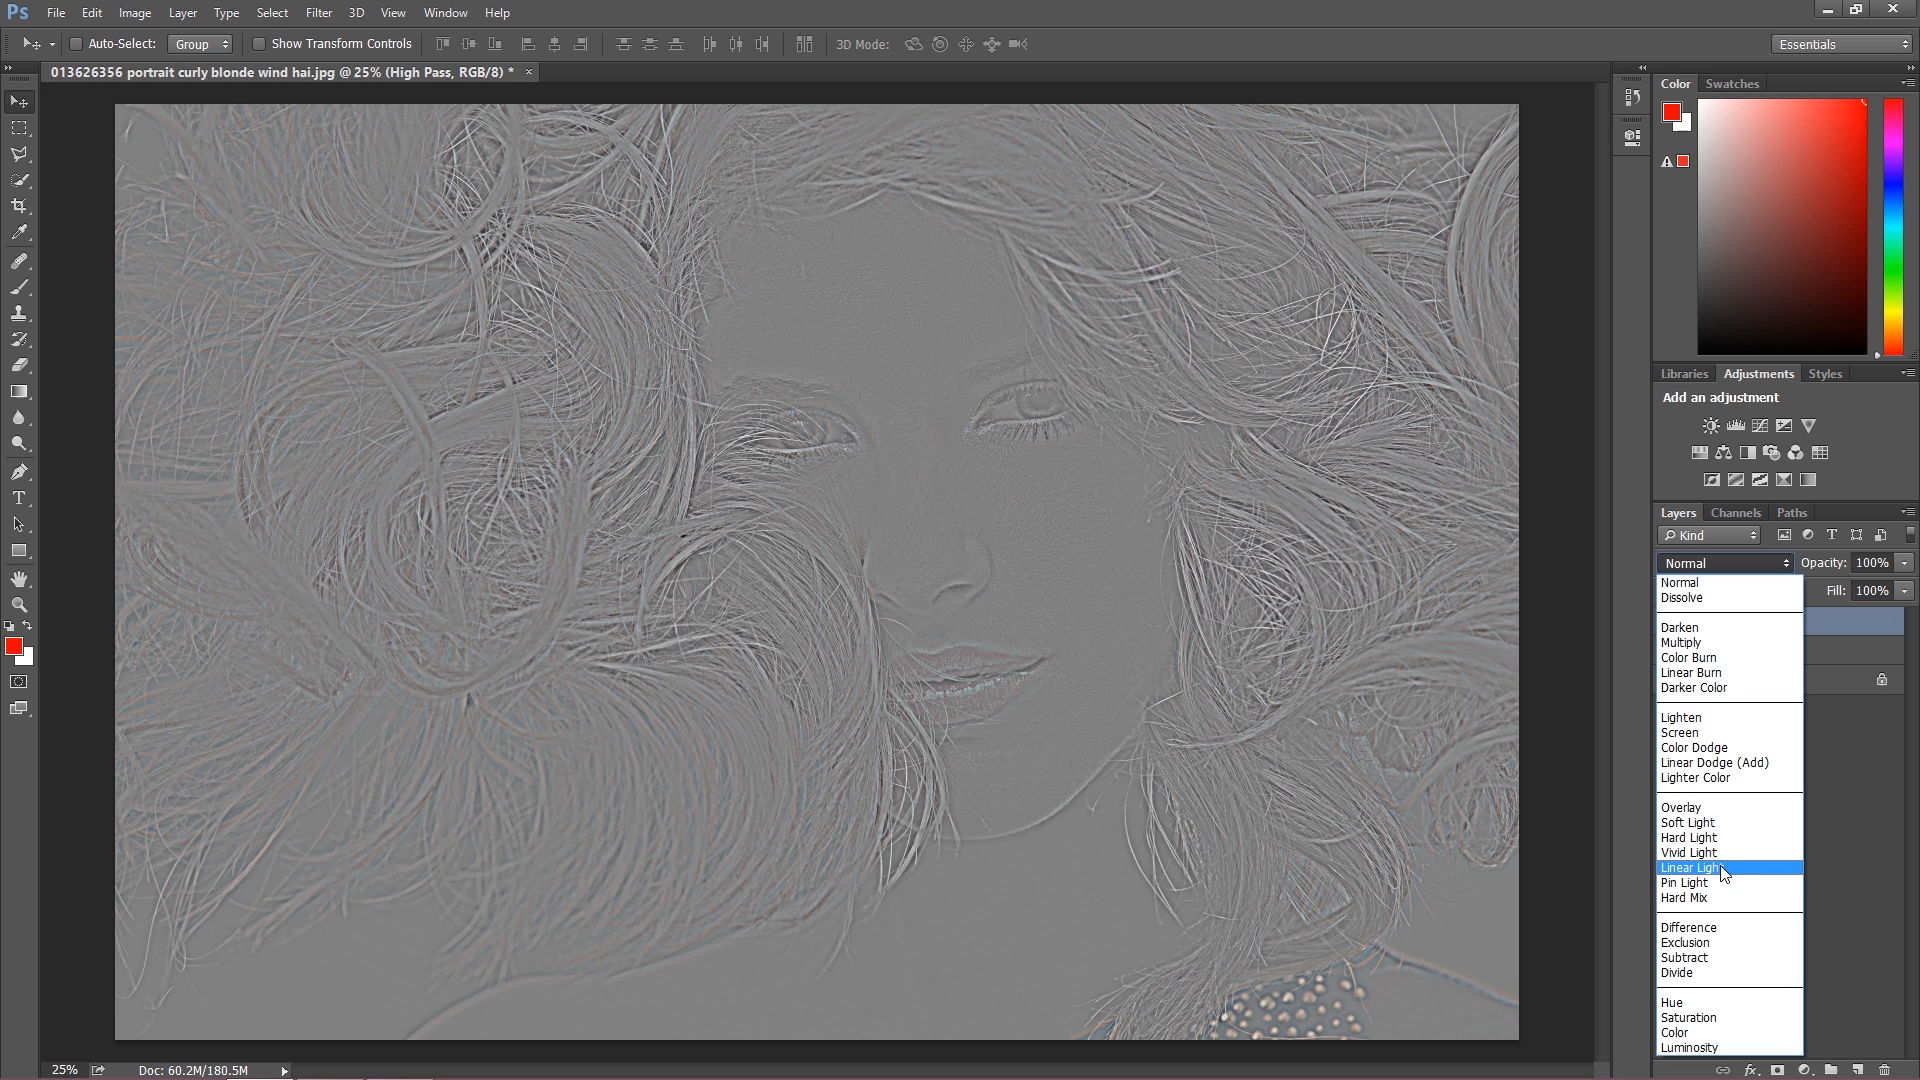 Ps File Edit Image Layer Type Select Filter 3D View Window Help
Auto-Select: Group Show Transform Controls 3D Mode: Essentials
013626356 portrait curly blonde wind hai.jpg @ 25% (High Pass, RGB/8) * ×
Color Swatches
Libraries Adjustments Styles
Add an adjustment
Layers Channels Paths
Kind
Normal Opacity: 100%
Fill: 100%
Normal
Dissolve
Darken
Multiply
Color Burn
Linear Burn
Darker Color
Lighten
Screen
Color Dodge
Linear Dodge (Add)
Lighter Color
Overlay
Soft Light
Hard Light
Vivid Light
Linear Light
Pin Light
Hard Mix
Difference
Exclusion
Subtract
Divide
Hue
Saturation
Color
Luminosity
25% Doc: 60.2M/180.5M
fx